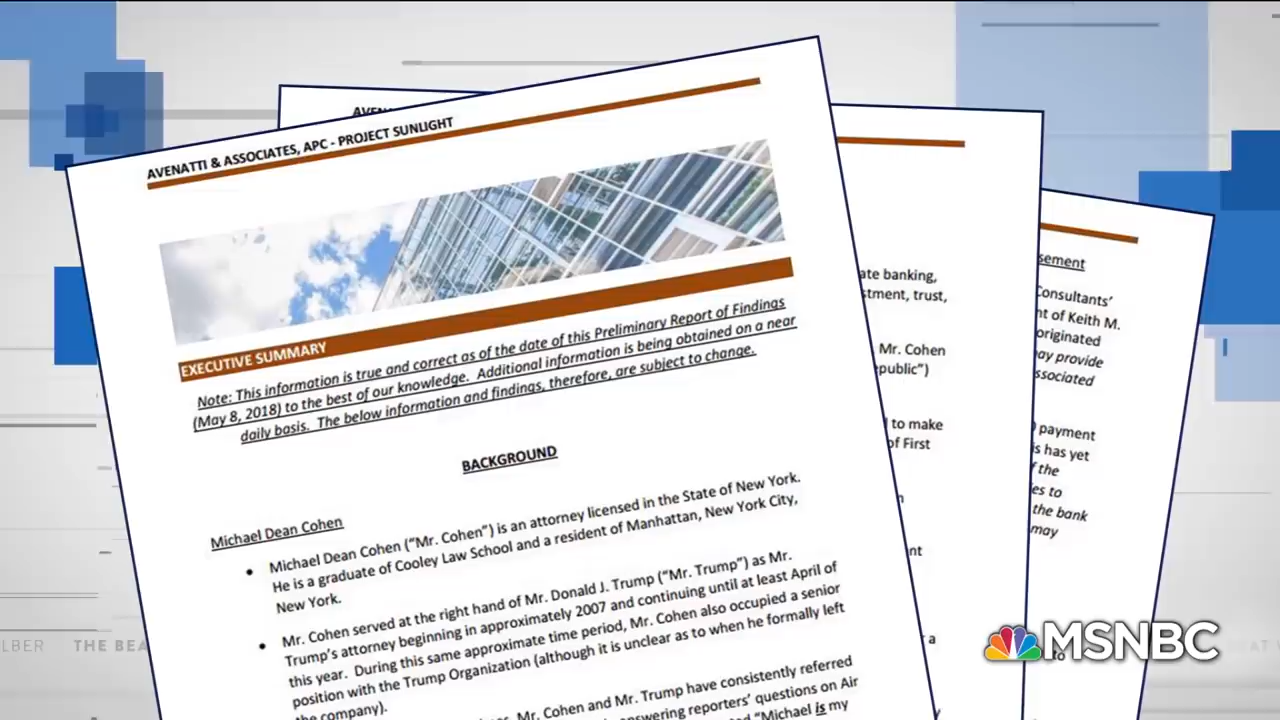 AVENATTI & ASSOCIATES, APC - PROJECT SUNLIGHT
EXECUTIVE SUMMARY
Note: This information is true and correct as of the date of this Preliminary Report of Findings
(May 8, 2018) to the best of our knowledge. Additional information is being obtained on a near
daily basis. The below information and findings, therefore, are subject to change.
BACKGROUND
Michael Dean Cohen
• Michael Dean Cohen ("Mr. Cohen") is an attorney licensed in the State of New York.
He is a graduate of Cooley Law School and a resident of Manhattan, New York City,
New York.
• Mr. Cohen served at the right hand of Mr. Donald J. Trump ("Mr. Trump") as Mr.
Trump's attorney beginning in approximately 2007 and continuing until at least April of
this year. During this same approximate time period, Mr. Cohen also occupied a senior
position with the Trump Organization (although it is unclear as to when he formally left
the company).
Mr. Cohen and Mr. Trump have consistently referred
answering reporters' questions on Air
"Michael is my
banking,
trust,
Mr. Cohen
to make
of First
a
Consultants'
of Keith M.
originated
provide
payment
has yet
the
to
the bank
may
THE BEA
MSNBC